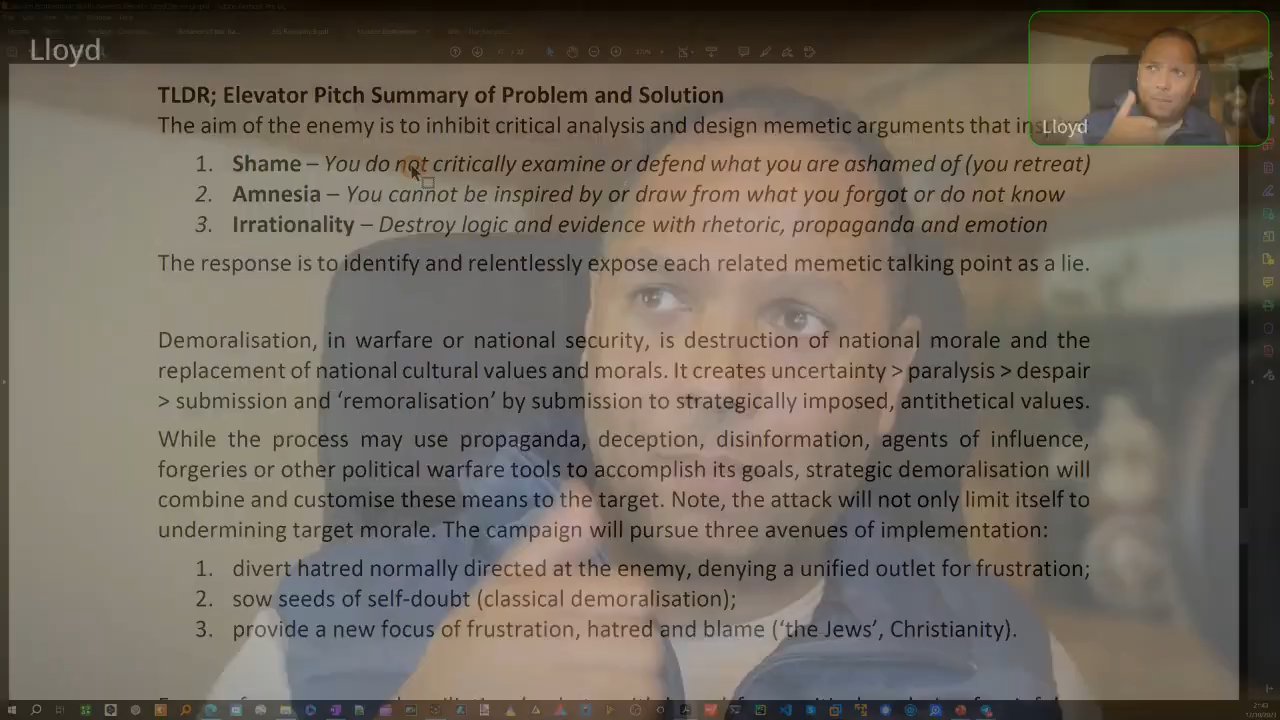 Lloyd
Lloyd
TLDR; Elevator Pitch Summary of Problem and Solution
The aim of the enemy is to inhibit critical analysis and design memetic arguments that
1. Shame – You do not critically examine or defend what you are ashamed of (you retreat)
2. Amnesia – You cannot be inspired by or draw from what you forgot or do not know
3. Irrationality – Destroy logic and evidence with rhetoric, propaganda and emotion
The response is to identify and relentlessly expose each related memetic talking point as a lie.
Demoralisation, in warfare or national security, is destruction of national morale and the
replacement of national cultural values and morals. It creates uncertainty > paralysis > despair
> submission and ‘remoralisation’ by submission to strategically imposed, antithetical values.
While the process may use propaganda, deception, disinformation, agents of influence,
forgeries or other political warfare tools to accomplish its goals, strategic demoralisation will
combine and customise these means to the target. Note, the attack will not only limit itself to
undermining target morale. The campaign will pursue three avenues of implementation:
1. divert hatred normally directed at the enemy, denying a unified outlet for frustration;
2. sow seeds of self-doubt (classical demoralisation);
3. provide a new focus of frustration, hatred and blame (‘the Jews’, Christianity).
21:43